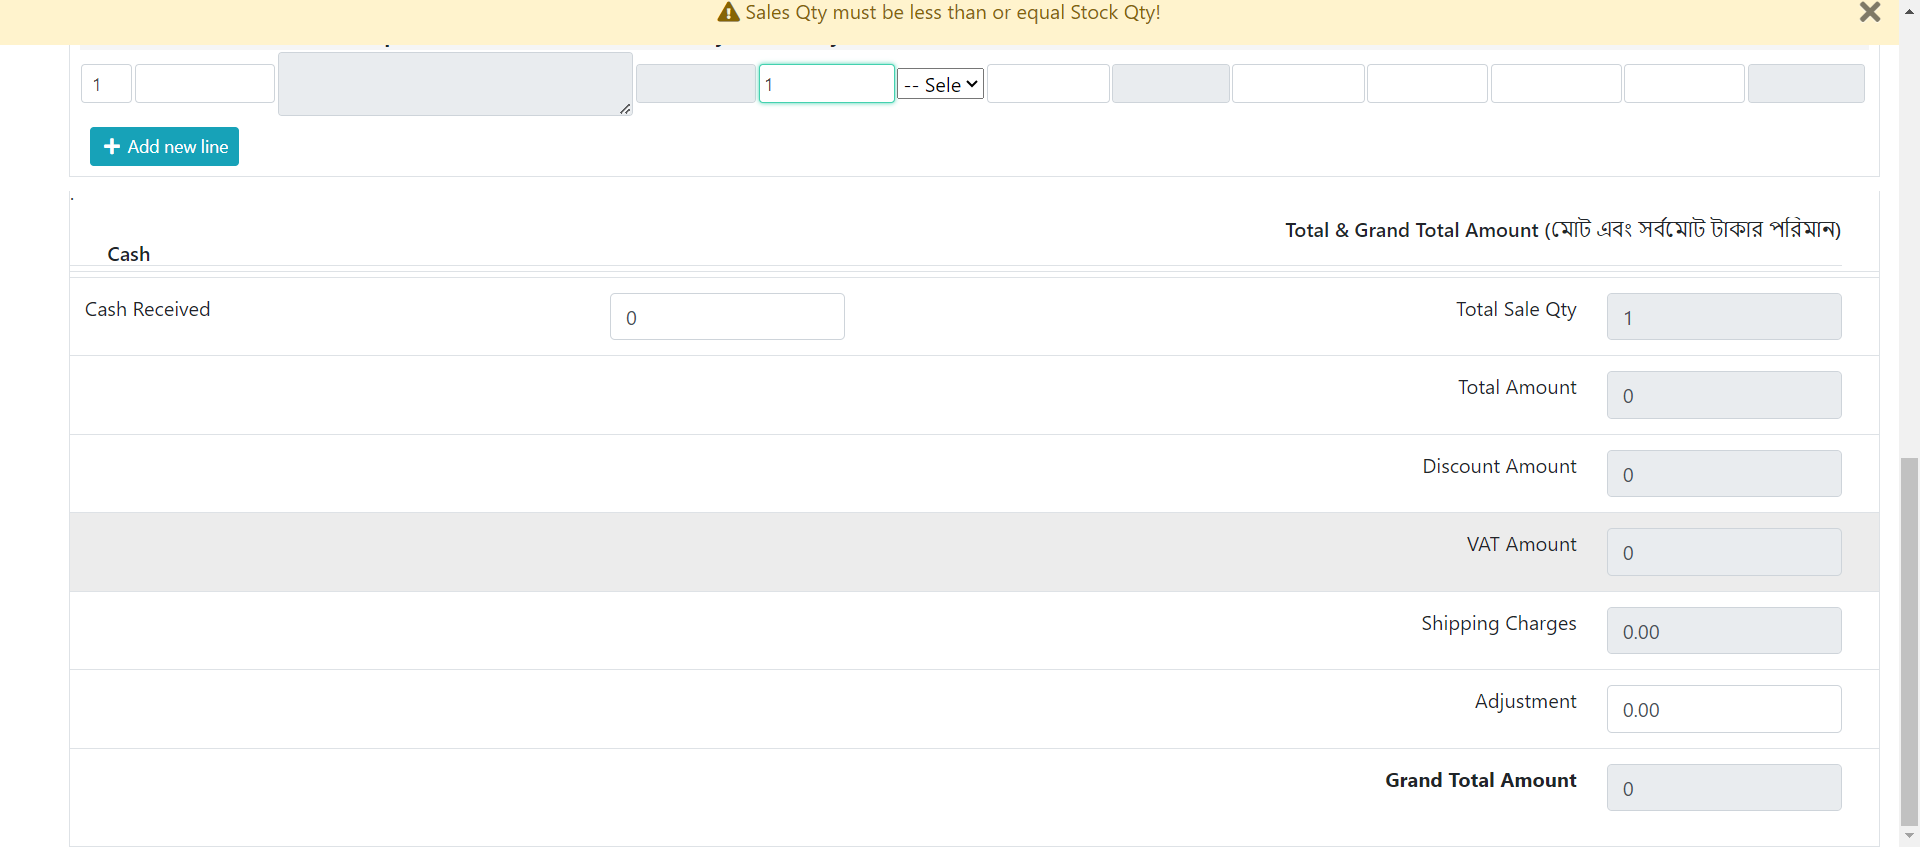 Sales Qty must be less than or equal Stock Qty!
1
1
-- Sele
Add new line
.
Total & Grand Total Amount (মোট এবং সর্বমোট টাকার পরিমান)
Cash
Cash Received
0
Total Sale Qty
1
Total Amount
0
Discount Amount
0
VAT Amount
0
Shipping Charges
0.00
Adjustment
0.00
Grand Total Amount
0